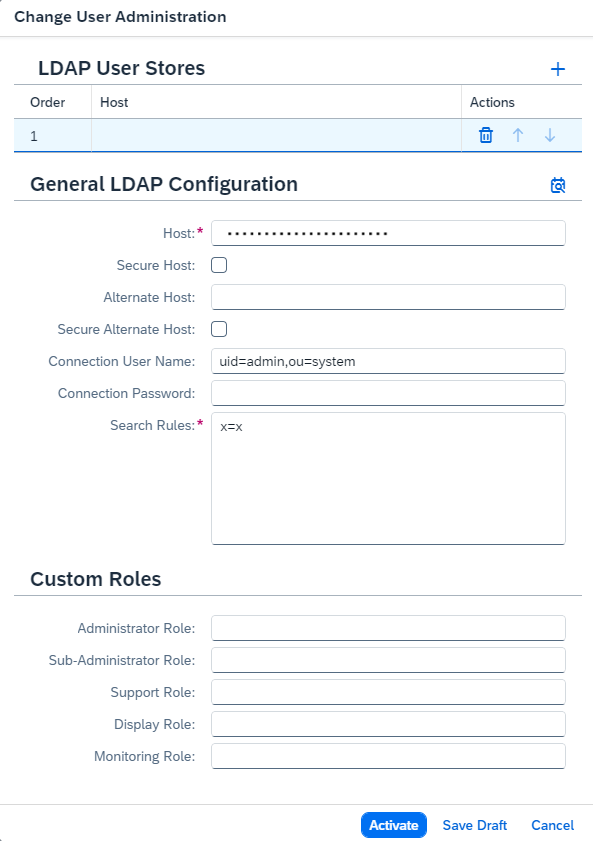 Change User Administration
LDAP User Stores
Order Host Actions
1
General LDAP Configuration
Host:*
Secure Host:
Alternate Host:
Secure Alternate Host:
Connection User Name: uid=admin,ou=system
Connection Password:
Search Rules:* x=x
Custom Roles
Administrator Role:
Sub-Administrator Role:
Support Role:
Display Role:
Monitoring Role:
Activate Save Draft Cancel